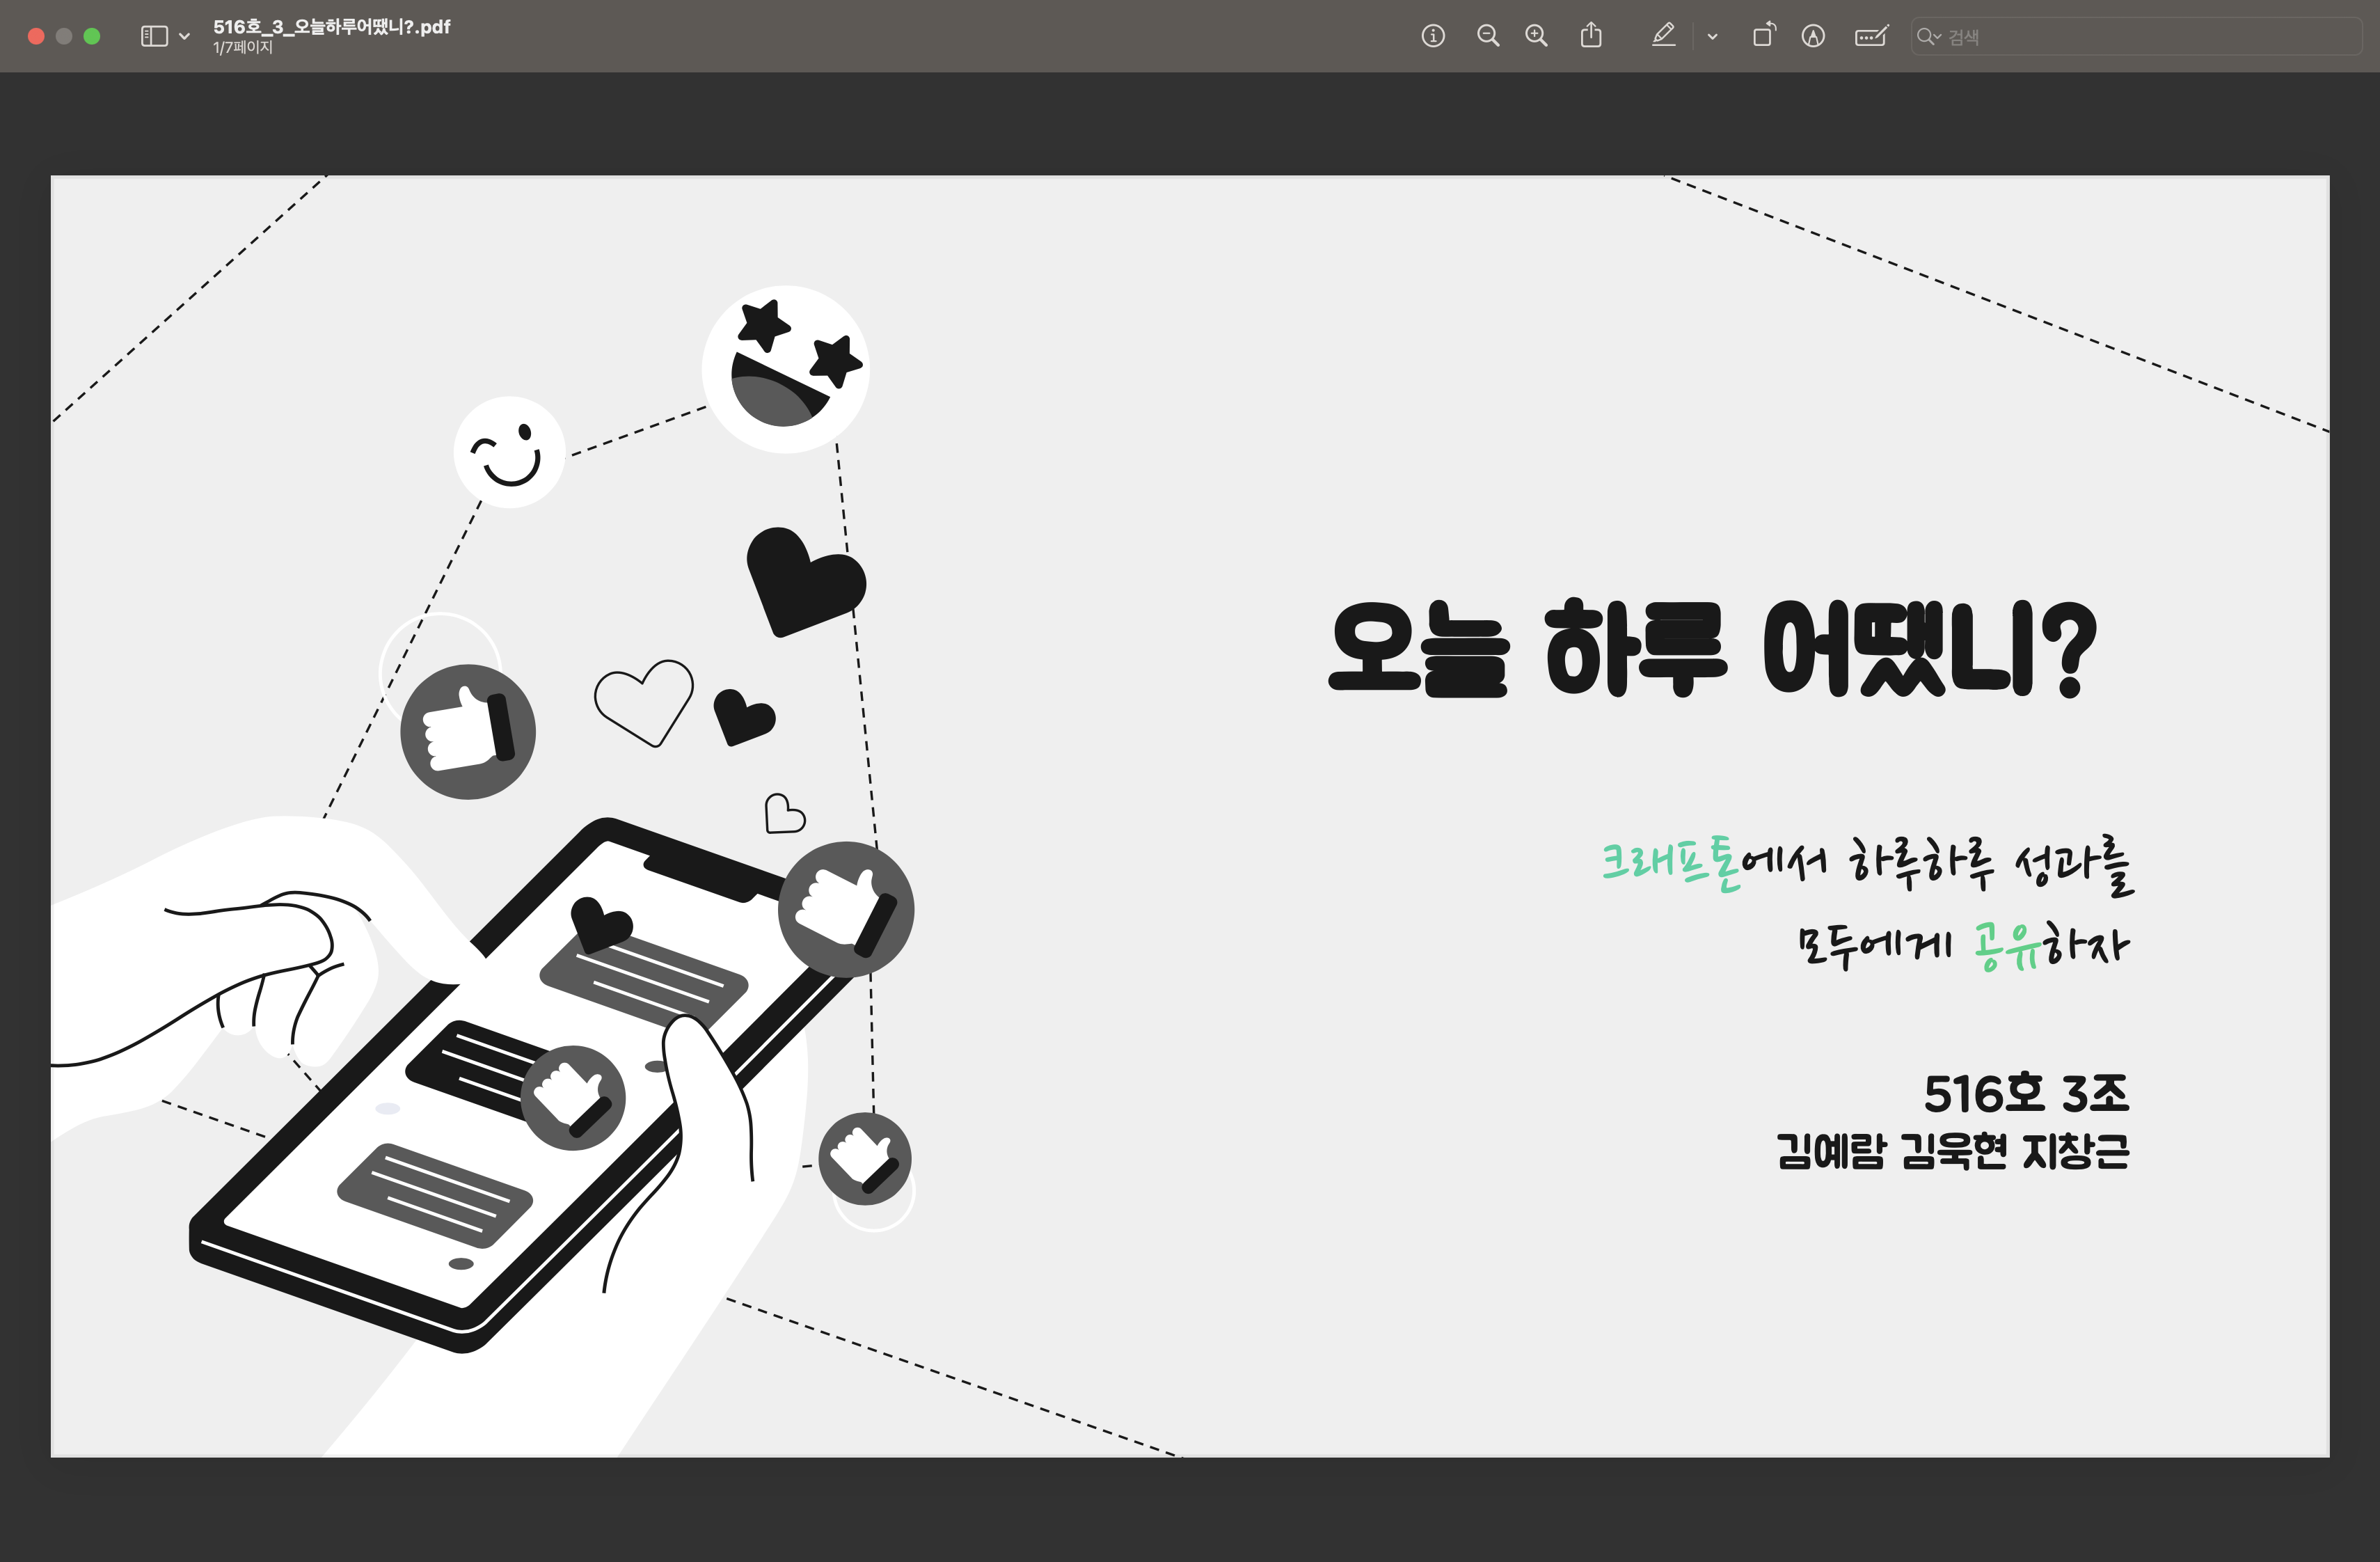 516호_3_오늘하루어땠니?.pdf
1/7페이지
검색
오늘 하루 어땠니?
크래프톤에서 하루하루 성과를
모두에게 공유하자
516호 3조
김예람 김욱현 지창근